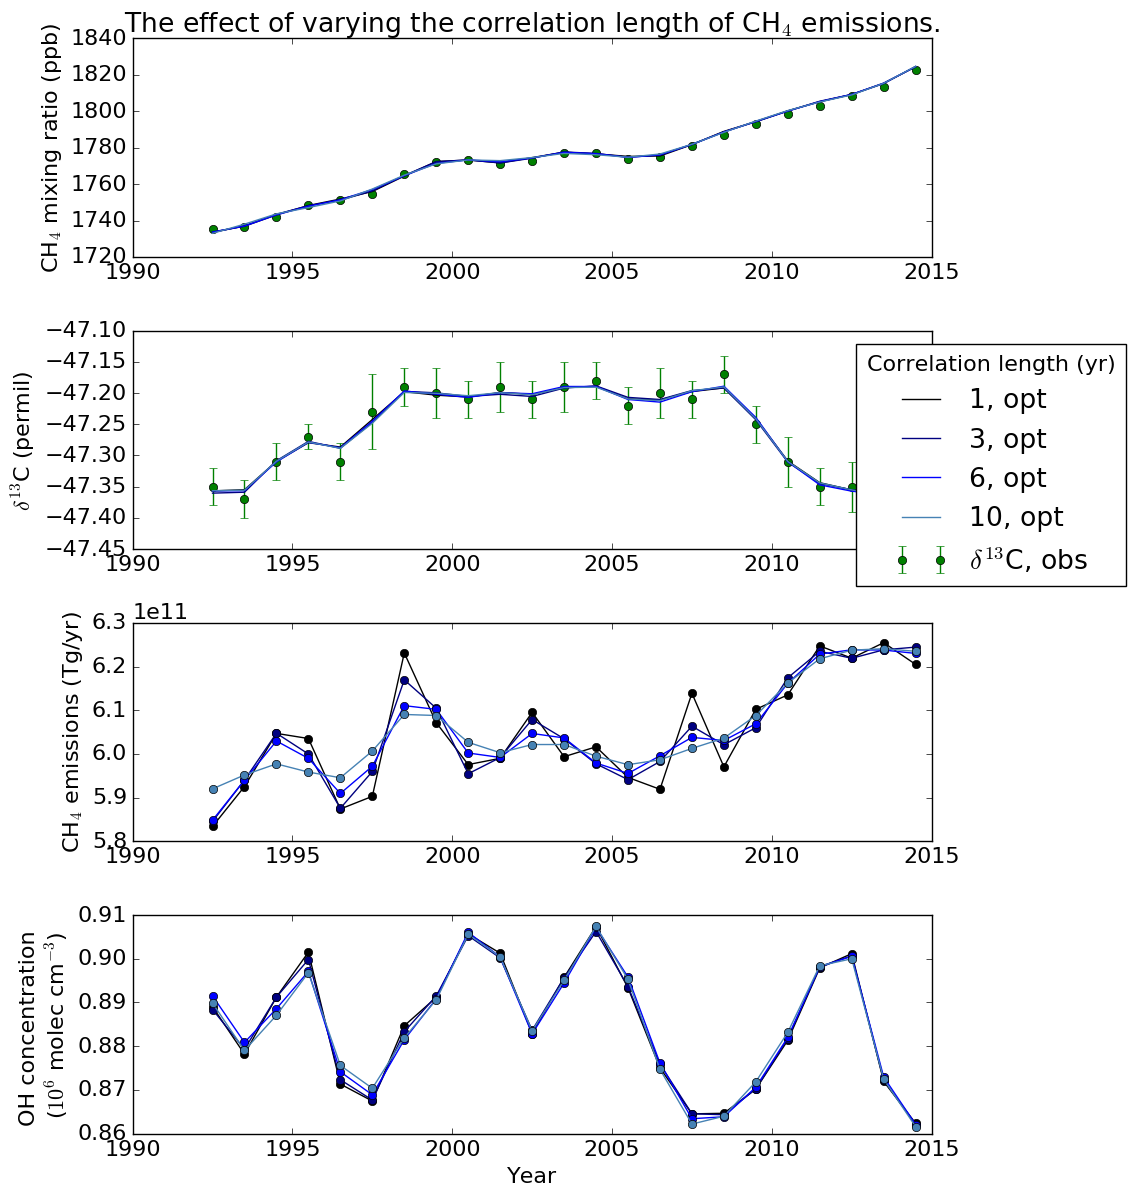 The effect of varying the correlation length of CH₄ emissions.
CH₄ mixing ratio (ppb)
1840
1820
1800
1780
1760
1740
1720
1990 1995 2000 2005 2010 2015
δ¹³C (permil)
−47.10
−47.15
−47.20
−47.25
−47.30
−47.35
−47.40
−47.45
1990 1995 2000 2005 2010
Correlation length (yr)
1, opt
3, opt
6, opt
10, opt
δ¹³C, obs
1e11
CH₄ emissions (Tg/yr)
6.3
6.2
6.1
6.0
5.9
5.8
1990 1995 2000 2005 2010 2015
OH concentration
(10⁶ molec cm⁻³)
0.91
0.90
0.89
0.88
0.87
0.86
1990 1995 2000 2005 2010 2015
Year